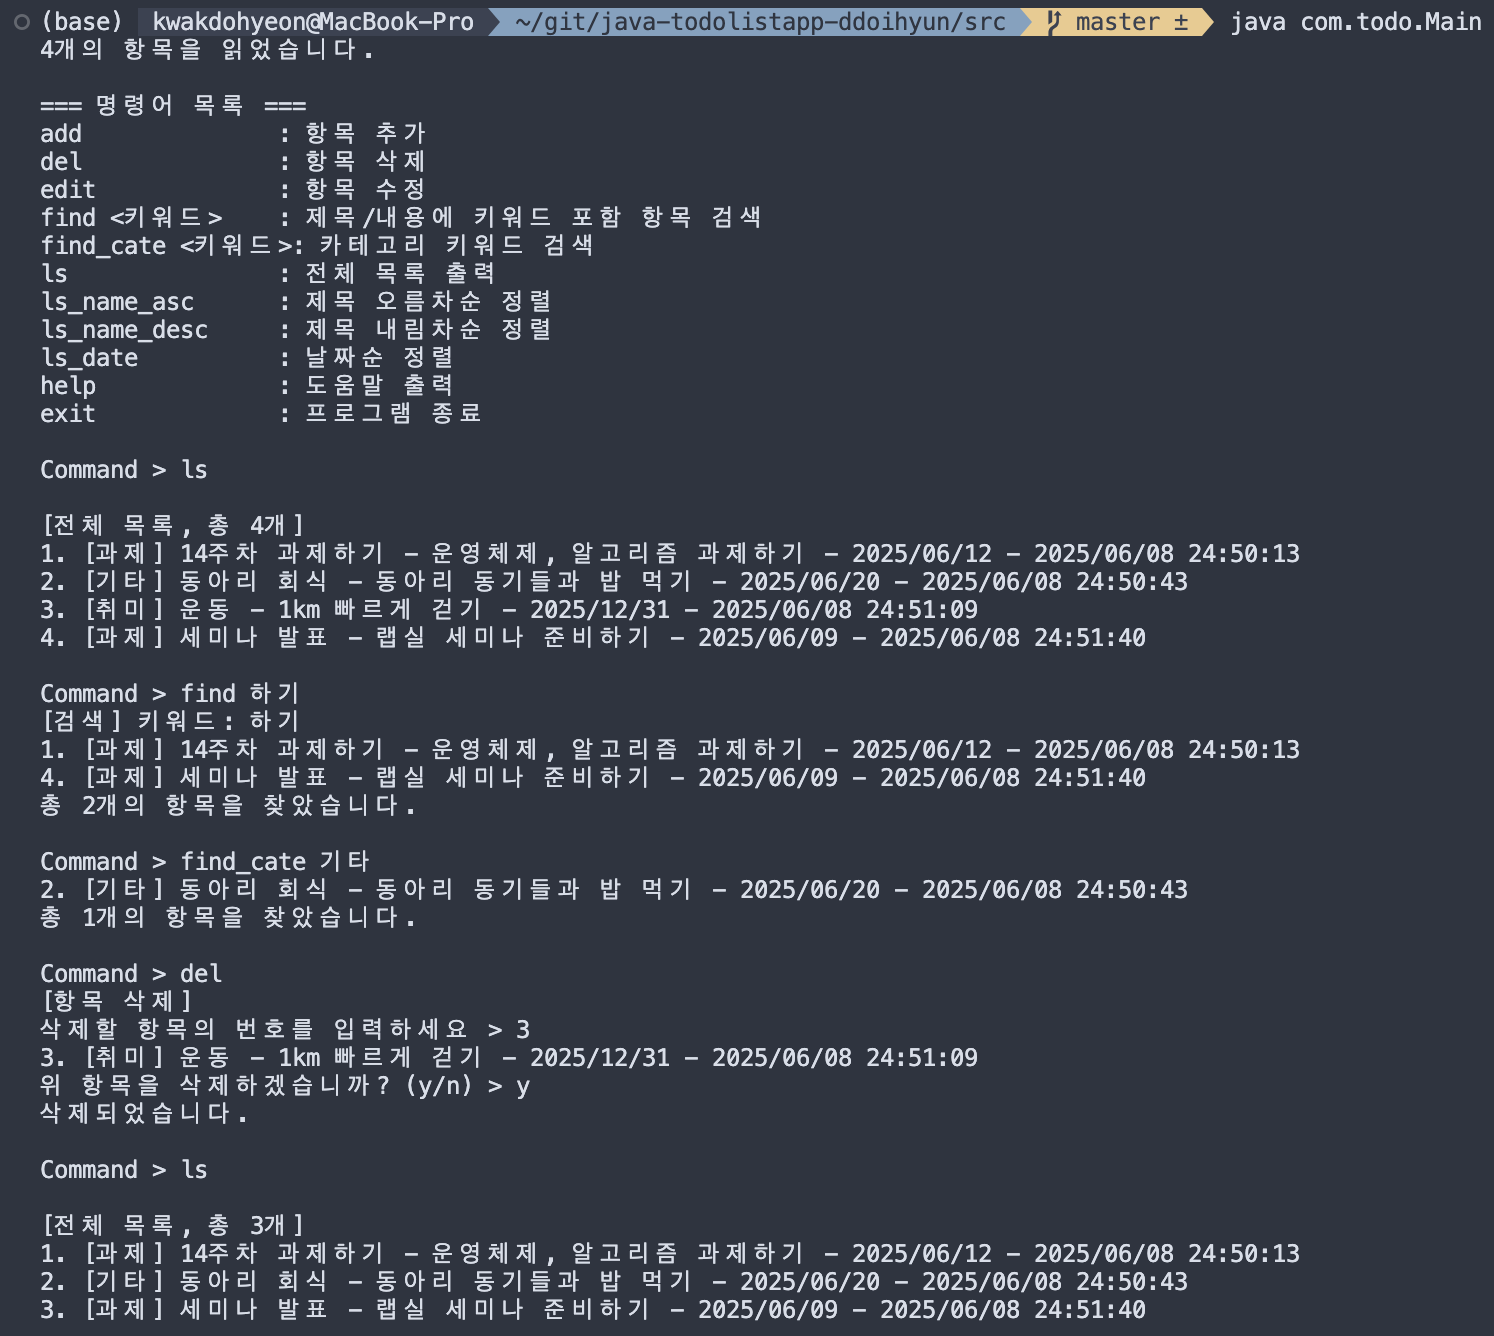 (base) kwakdohyeon@MacBook-Pro ~/git/java-todolistapp-ddoihyun/src master ± java com.todo.Main
4개의 항목을 읽었습니다.
=== 명령어 목록 ===
add : 항목 추가
del : 항목 삭제
edit : 항목 수정
find <키워드> : 제목/내용에 키워드 포함 항목 검색
find_cate <키워드>: 카테고리 키워드 검색
ls : 전체 목록 출력
ls_name_asc : 제목 오름차순 정렬
ls_name_desc : 제목 내림차순 정렬
ls_date : 날짜순 정렬
help : 도움말 출력
exit : 프로그램 종료
Command > ls
[전체 목록, 총 4개]
1. [과제] 14주차 과제하기 - 운영체제, 알고리즘 과제하기 - 2025/06/12 - 2025/06/08 24:50:13
2. [기타] 동아리 회식 - 동아리 동기들과 밥 먹기 - 2025/06/20 - 2025/06/08 24:50:43
3. [취미] 운동 - 1km 빠르게 걷기 - 2025/12/31 - 2025/06/08 24:51:09
4. [과제] 세미나 발표 - 랩실 세미나 준비하기 - 2025/06/09 - 2025/06/08 24:51:40
Command > find 하기
[검색] 키워드: 하기
1. [과제] 14주차 과제하기 - 운영체제, 알고리즘 과제하기 - 2025/06/12 - 2025/06/08 24:50:13
4. [과제] 세미나 발표 - 랩실 세미나 준비하기 - 2025/06/09 - 2025/06/08 24:51:40
총 2개의 항목을 찾았습니다.
Command > find_cate 기타
2. [기타] 동아리 회식 - 동아리 동기들과 밥 먹기 - 2025/06/20 - 2025/06/08 24:50:43
총 1개의 항목을 찾았습니다.
Command > del
[항목 삭제]
삭제할 항목의 번호를 입력하세요 > 3
3. [취미] 운동 - 1km 빠르게 걷기 - 2025/12/31 - 2025/06/08 24:51:09
위 항목을 삭제하겠습니까? (y/n) > y
삭제되었습니다.
Command > ls
[전체 목록, 총 3개]
1. [과제] 14주차 과제하기 - 운영체제, 알고리즘 과제하기 - 2025/06/12 - 2025/06/08 24:50:13
2. [기타] 동아리 회식 - 동아리 동기들과 밥 먹기 - 2025/06/20 - 2025/06/08 24:50:43
3. [과제] 세미나 발표 - 랩실 세미나 준비하기 - 2025/06/09 - 2025/06/08 24:51:40